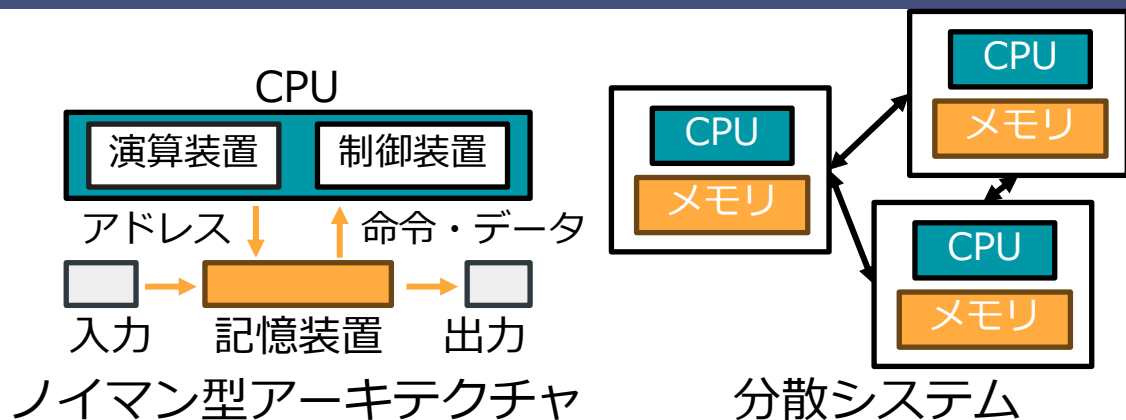 CPU
演算装置
制御装置
アドレス
命令・データ
入力
記憶装置
出力
ノイマン型アーキテクチャ
CPU
メモリ
CPU
メモリ
CPU
メモリ
分散システム